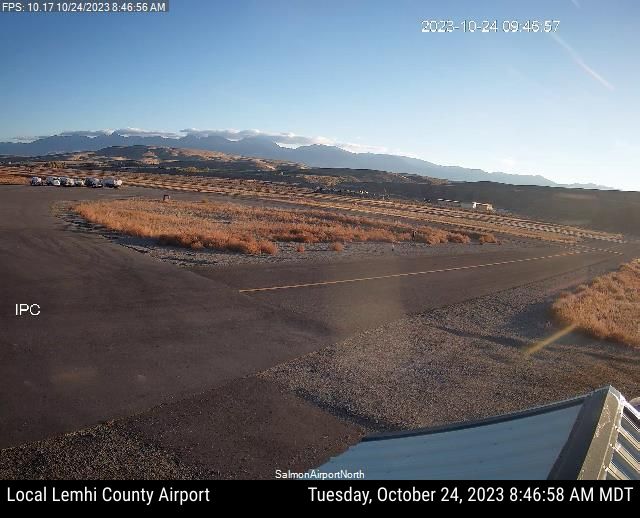 FPS: 10.17 10/24/2023 8:46:56 AM
2023-10-24 09:46:57
IPC
SalmonAirportNorth
Local Lemhi County Airport Tuesday, October 24, 2023 8:46:58 AM MDT